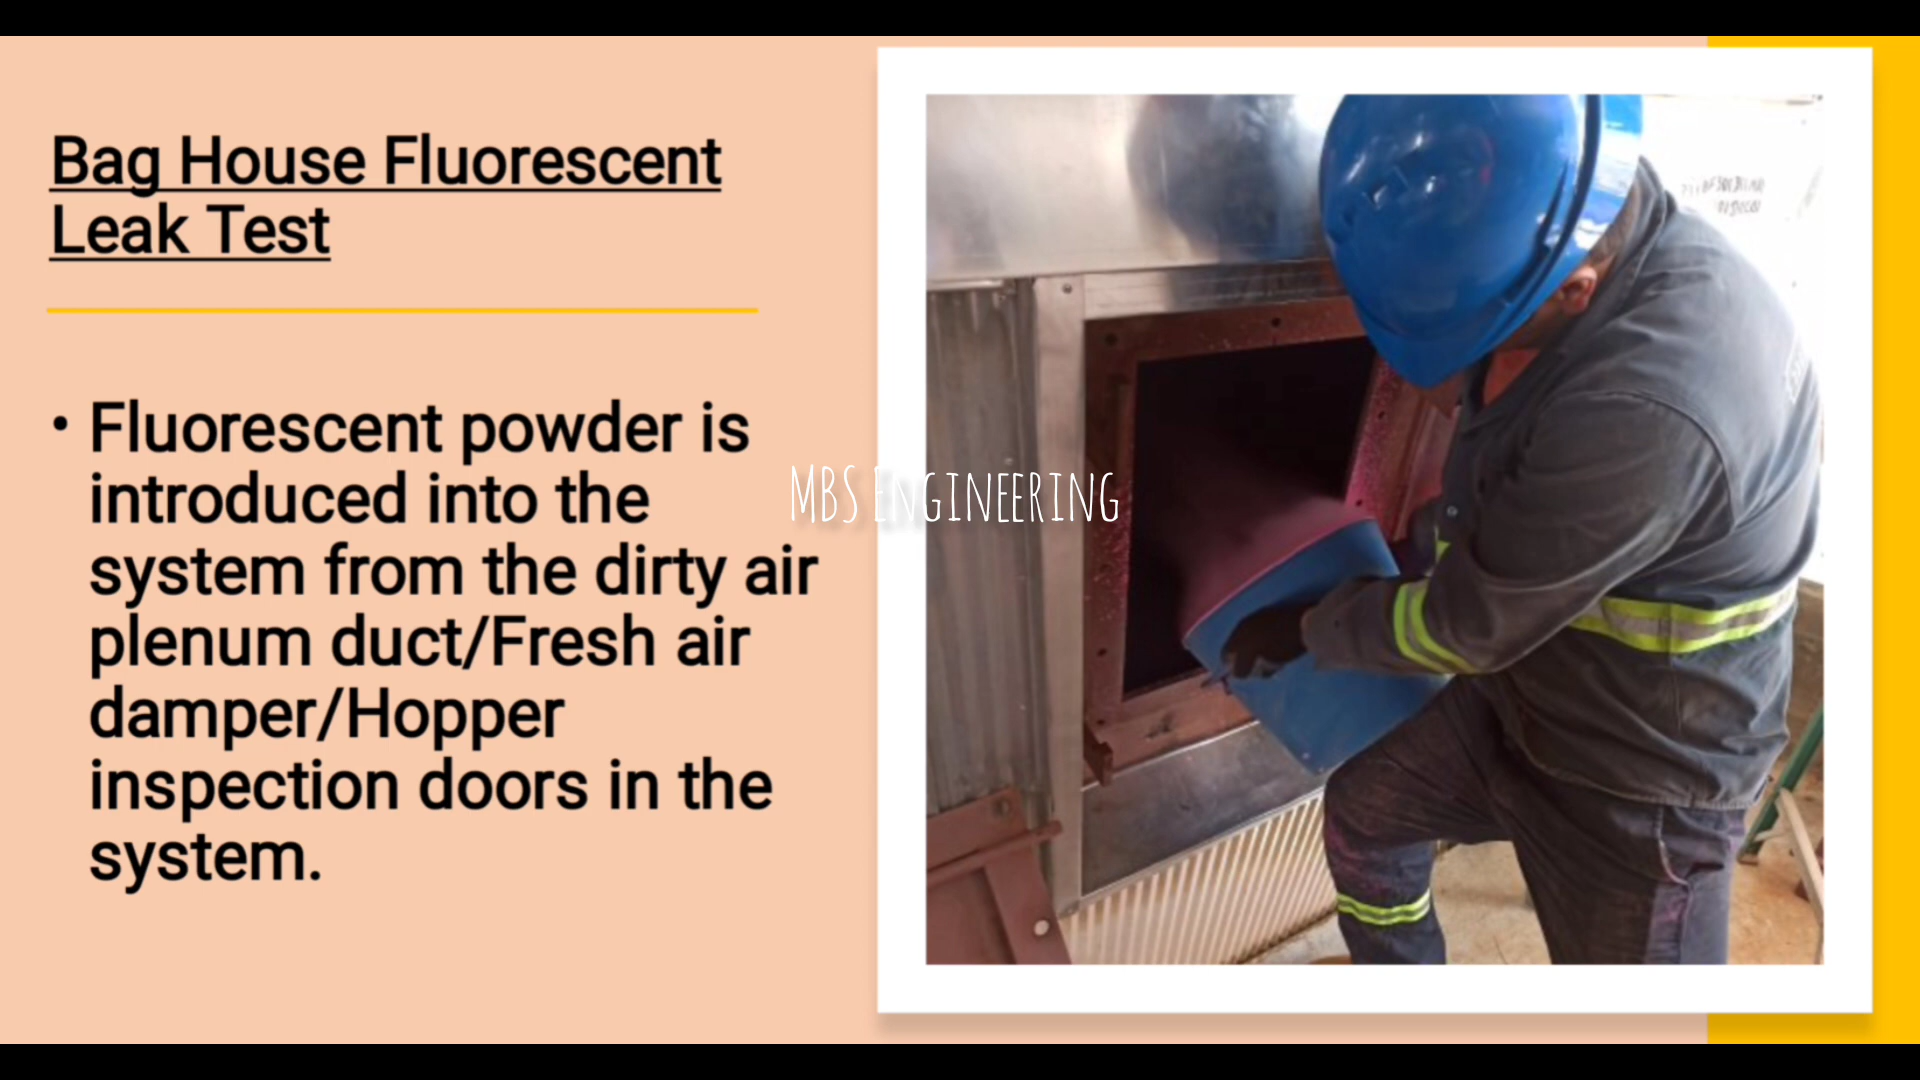 Bag House Fluorescent
Leak Test
• Fluorescent powder is
introduced into the
system from the dirty air
plenum duct/Fresh air
damper/Hopper
inspection doors in the
system.
MBS Engineering